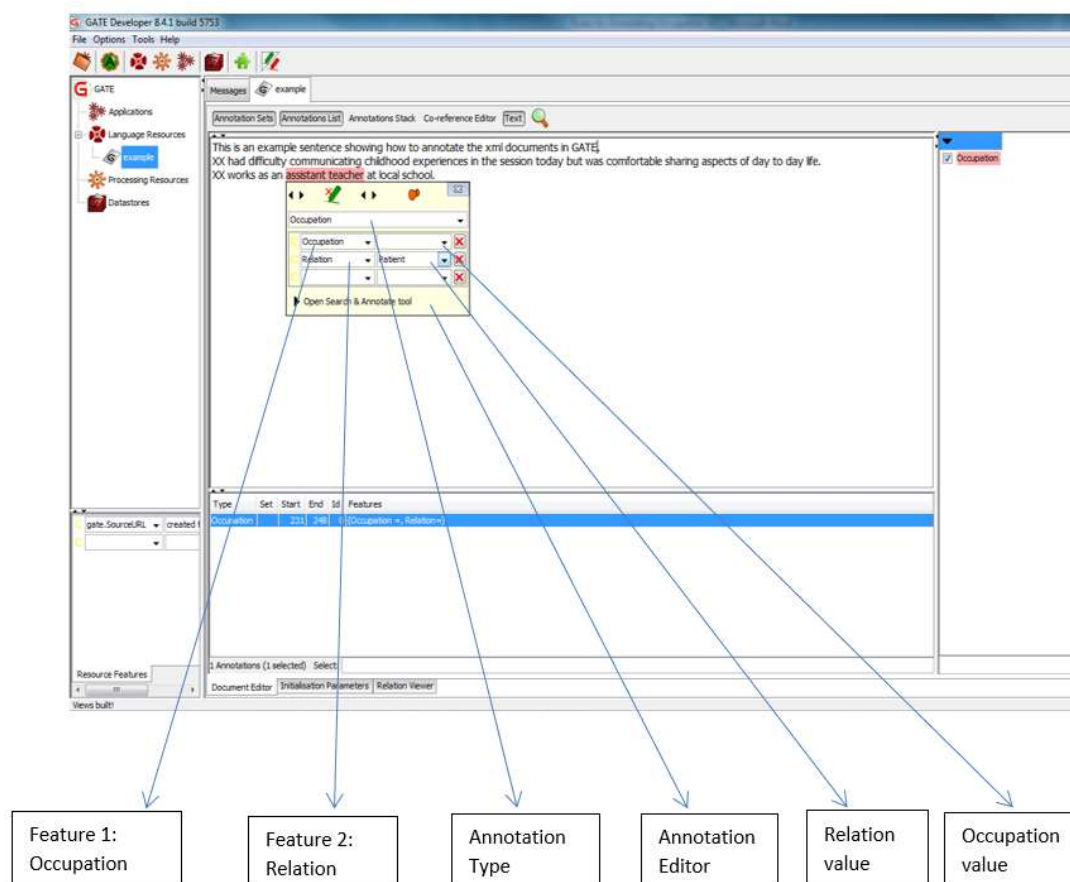 GATE Developer 8.4.1 build 5753
File Options Tools Help
GATE
Applications
Language Resources
example
Processing Resources
Datastores
Messages example
Annotation Sets Annotations List Annotations Stack Co-reference Editor Text
This is an example sentence showing how to annotate the xml documents in GATE.
XX had difficulty communicating childhood experiences in the session today but was comfortable sharing aspects of day to day life.
XX works as an assistant teacher at local school.
Occupation
Occupation
Occupation
Relation Patient
Open Search & Annotate tool
Type Set Start End Id Features
Occupation 231 248 0 {Occupation =, Relation=}
C gate.SourceURL created f
C
Resource Features
1 Annotations (1 selected) Select:
Document Editor Initialisation Parameters Relation Viewer
Views built!
Feature 1:
Occupation
Feature 2:
Relation
Annotation
Type
Annotation
Editor
Relation
value
Occupation
value